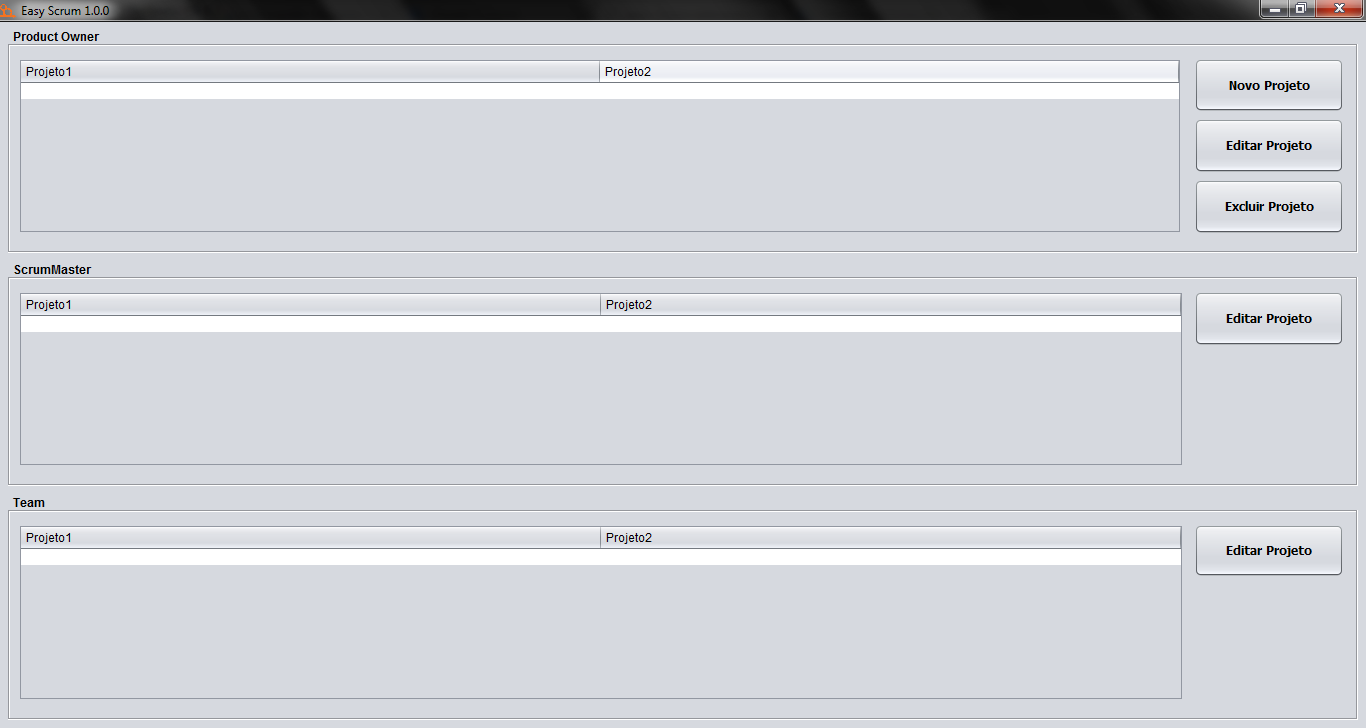 Easy Scrum 1.0.0
Product Owner
Projeto1 Projeto2
Novo Projeto
Editar Projeto
Excluir Projeto
ScrumMaster
Projeto1 Projeto2
Editar Projeto
Team
Projeto1 Projeto2
Editar Projeto